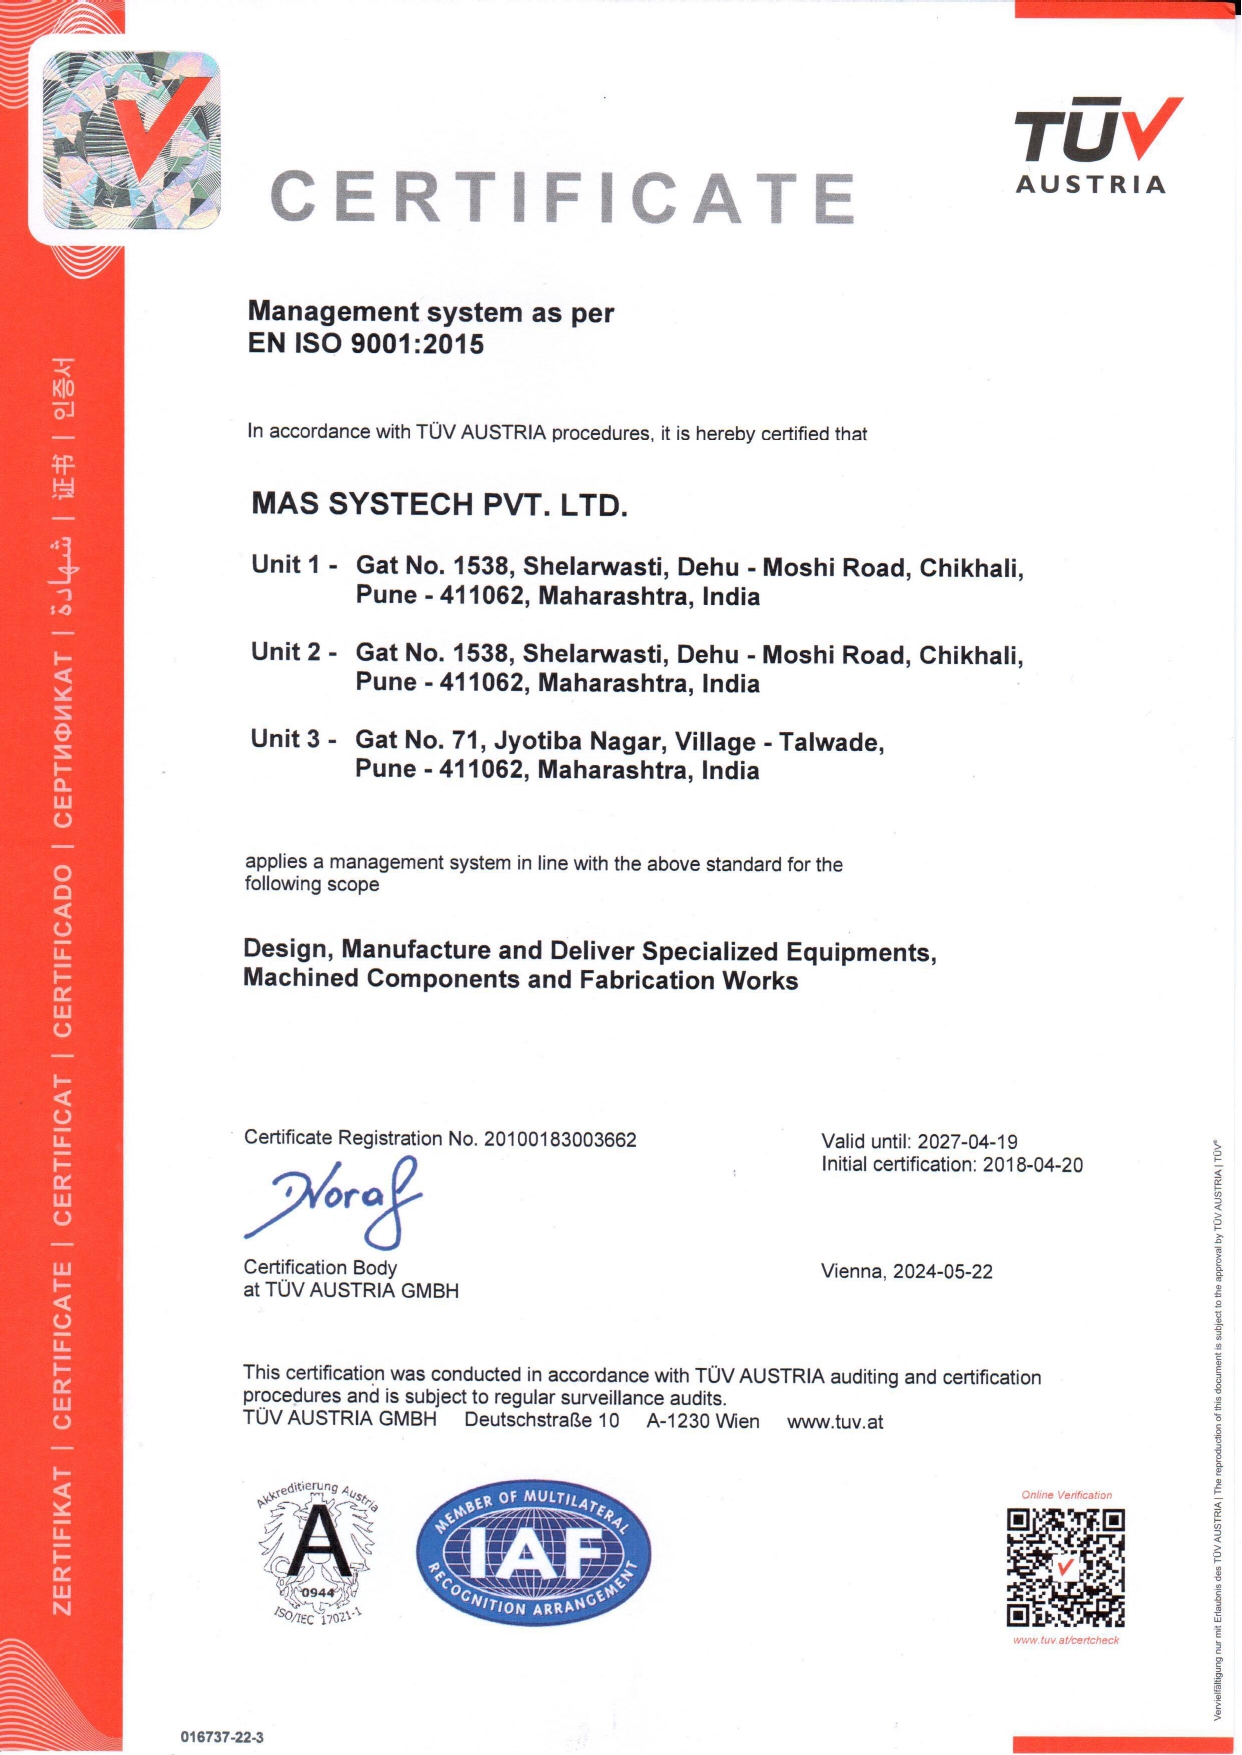 TÜV
AUSTRIA
CERTIFICATE
Management system as per
EN ISO 9001:2015
In accordance with TÜV AUSTRIA procedures, it is hereby certified that
MAS SYSTECH PVT. LTD.
Unit 1 - Gat No. 1538, Shelarwasti, Dehu - Moshi Road, Chikhali,
Pune - 411062, Maharashtra, India
Unit 2 - Gat No. 1538, Shelarwasti, Dehu - Moshi Road, Chikhali,
Pune - 411062, Maharashtra, India
Unit 3 - Gat No. 71, Jyotiba Nagar, Village - Talwade,
Pune - 411062, Maharashtra, India
applies a management system in line with the above standard for the
following scope
Design, Manufacture and Deliver Specialized Equipments,
Machined Components and Fabrication Works
Certificate Registration No. 20100183003662
Valid until: 2027-04-19
Initial certification: 2018-04-20
Certification Body
at TÜV AUSTRIA GMBH
Vienna, 2024-05-22
This certification was conducted in accordance with TÜV AUSTRIA auditing and certification
procedures and is subject to regular surveillance audits.
TÜV AUSTRIA GMBH Deutschstraße 10 A-1230 Wien www.tuv.at
Akkreditierung Austria
A
0944
ISO/IEC 17021-1
MEMBER OF MULTILATERAL
IAF
RECOGNITION ARRANGEMENT
Online Verification
www.tuv.at/certcheck
016737-22-3
ZERTIFIKAT | CERTIFICATE | CERTIFICAT | CERTIFICADO | СЕРТИФИКАТ | شهادة | 证书 | 인증서
Vervielfältigung nur mit Erlaubnis des TÜV AUSTRIA | The reproduction of this document is subject to the approval by TÜV AUSTRIA | TÜV®